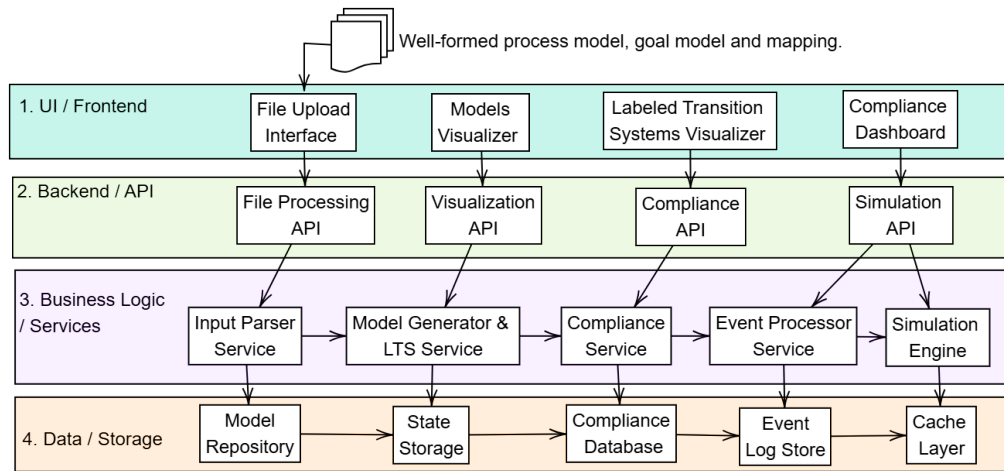 Well-formed process model, goal model and mapping.
1. UI / Frontend
File Upload
Interface
Models
Visualizer
Labeled Transition
Systems Visualizer
Compliance
Dashboard
2. Backend / API
File Processing
API
Visualization
API
Compliance
API
Simulation
API
3. Business Logic
/ Services
Input Parser
Service
Model Generator &
LTS Service
Compliance
Service
Event Processor
Service
Simulation
Engine
4. Data / Storage
Model
Repository
State
Storage
Compliance
Database
Event
Log Store
Cache
Layer